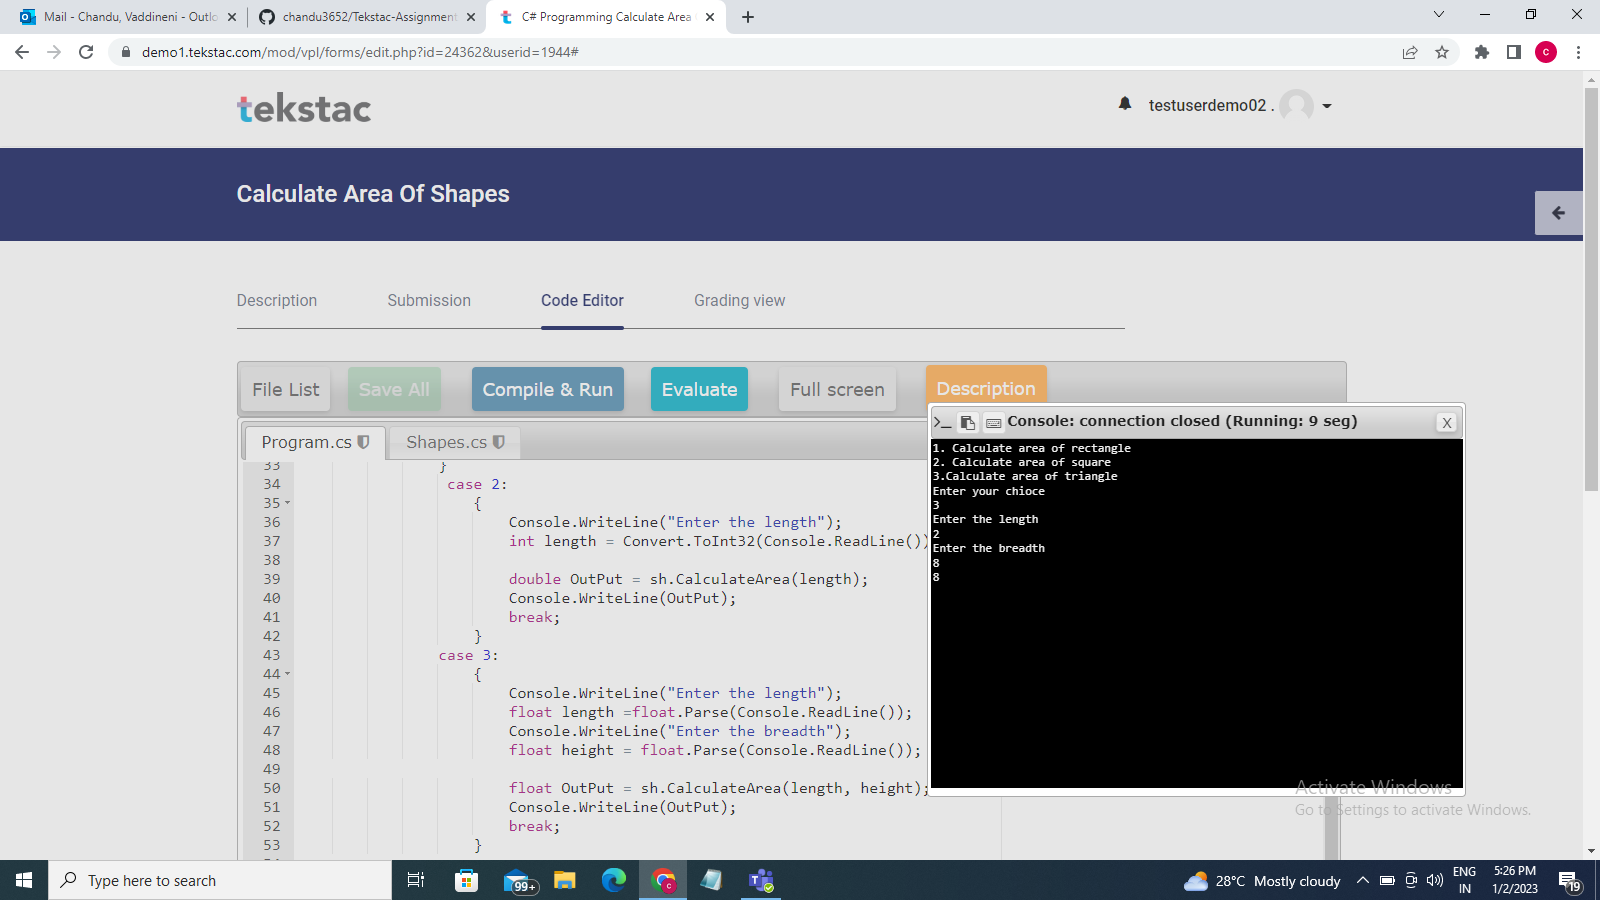 Mail - Chandu, Vaddineni - Outlo
chandu3652/Tekstac-Assignment
C# Programming Calculate Area
demo1.tekstac.com/mod/vpl/forms/edit.php?id=24362&userid=1944#
c
tekstac
testuserdemo02 .
Calculate Area Of Shapes
Description
Submission
Code Editor
Grading view
File List
Save All
Compile & Run
Evaluate
Full screen
Description
Program.cs
Shapes.cs
33 }
34 case 2:
35 {
36 Console.WriteLine("Enter the length");
37 int length = Convert.ToInt32(Console.ReadLine())
38
39 double OutPut = sh.CalculateArea(length);
40 Console.WriteLine(OutPut);
41 break;
42 }
43 case 3:
44 {
45 Console.WriteLine("Enter the length");
46 float length =float.Parse(Console.ReadLine());
47 Console.WriteLine("Enter the breadth");
48 float height = float.Parse(Console.ReadLine());
49
50 float OutPut = sh.CalculateArea(length, height);
51 Console.WriteLine(OutPut);
52 break;
53 }
Console: connection closed (Running: 9 seg)
X
1. Calculate area of rectangle
2. Calculate area of square
3.Calculate area of triangle
Enter your chioce
3
Enter the length
2
Enter the breadth
8
8
Activate Windows
Go to Settings to activate Windows.
Type here to search
99+
28°C Mostly cloudy
ENG
IN
5:26 PM
1/2/2023
19